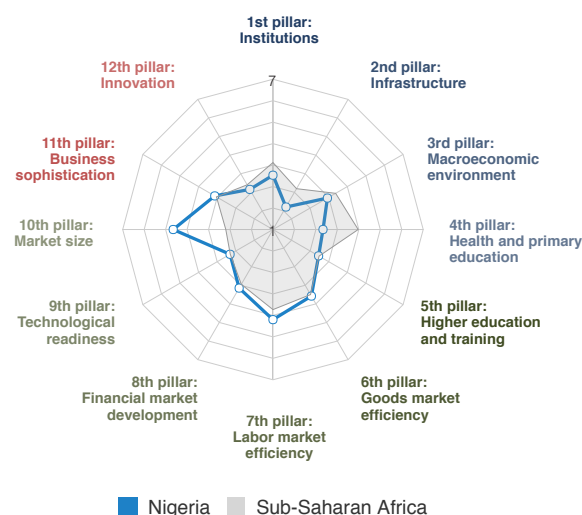 1st pillar:
Institutions
2nd pillar:
Infrastructure
3rd pillar:
Macroeconomic
environment
4th pillar:
Health and primary
education
5th pillar:
Higher education
and training
6th pillar:
Goods market
efficiency
7th pillar:
Labor market
efficiency
8th pillar:
Financial market
development
9th pillar:
Technological
readiness
10th pillar:
Market size
11th pillar:
Business
sophistication
12th pillar:
Innovation
7
1
Nigeria
Sub-Saharan Africa